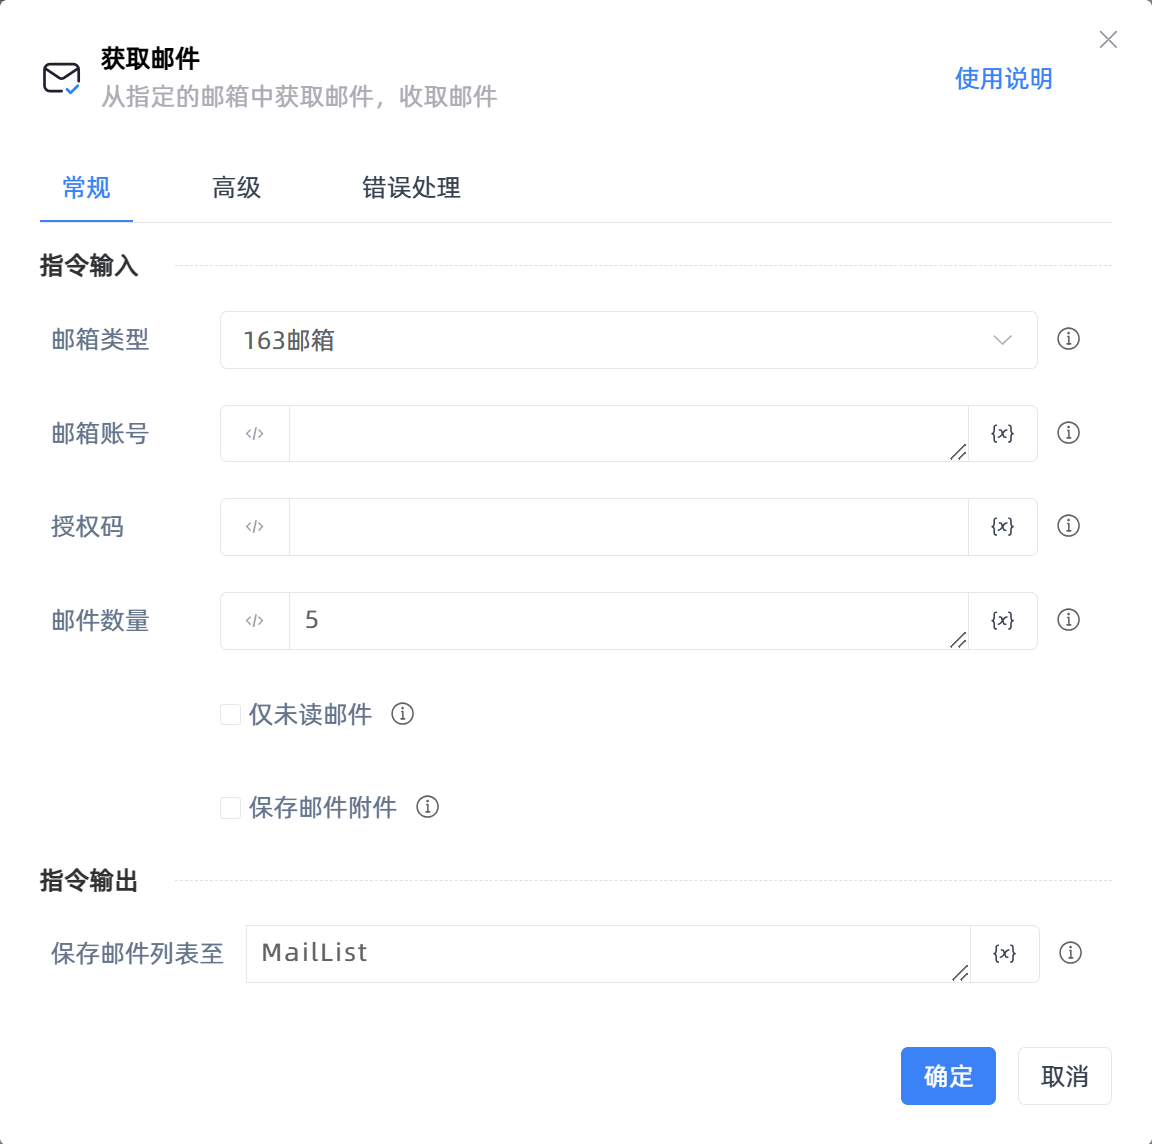 获取邮件
从指定的邮箱中获取邮件，收取邮件
使用说明
常规 高级 错误处理
指令输入
邮箱类型 163邮箱
邮箱账号 </> {x}
授权码 </> {x}
邮件数量 </> 5 {x}
仅未读邮件
保存邮件附件
指令输出
保存邮件列表至 MailList {x}
确定 取消